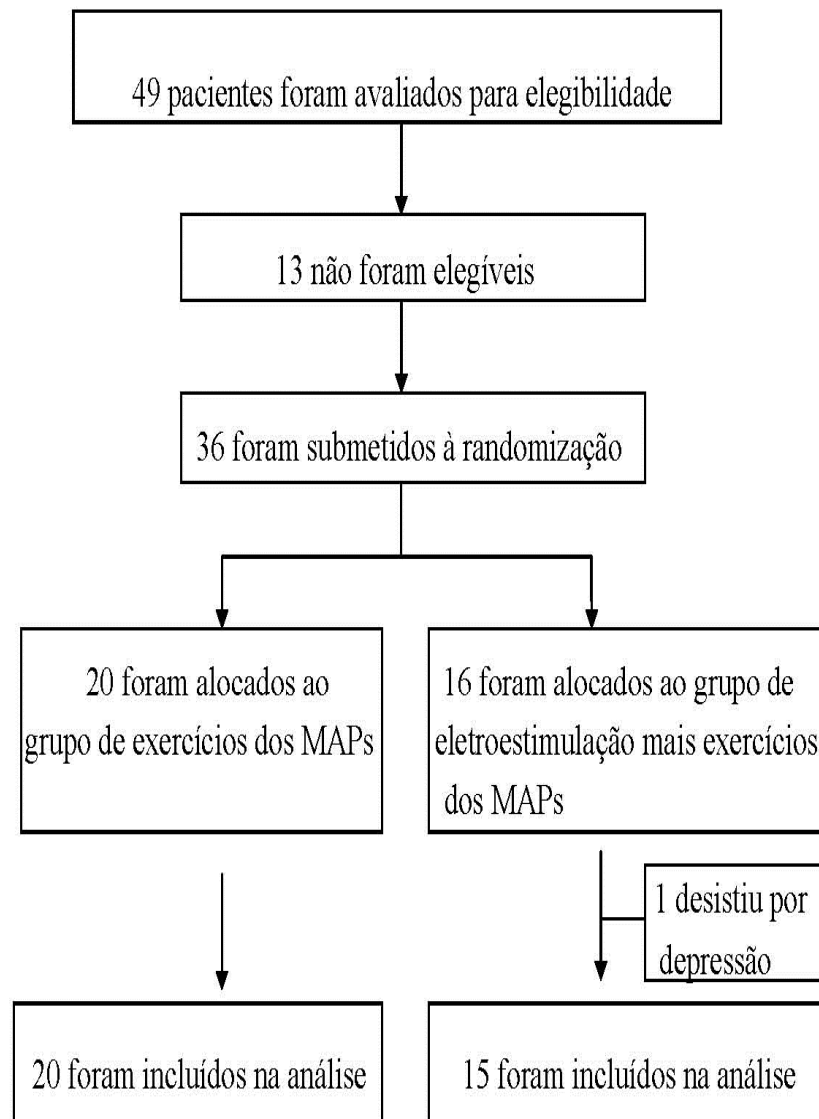 49 pacientes foram avaliados para elegibilidade
13 não foram elegíveis
36 foram submetidos à randomização
20 foram alocados ao
grupo de exercícios dos MAPs
16 foram alocados ao grupo de
eletroestimulação mais exercícios
dos MAPs
1 desistiu por
depressão
20 foram incluídos na análise
15 foram incluídos na análise